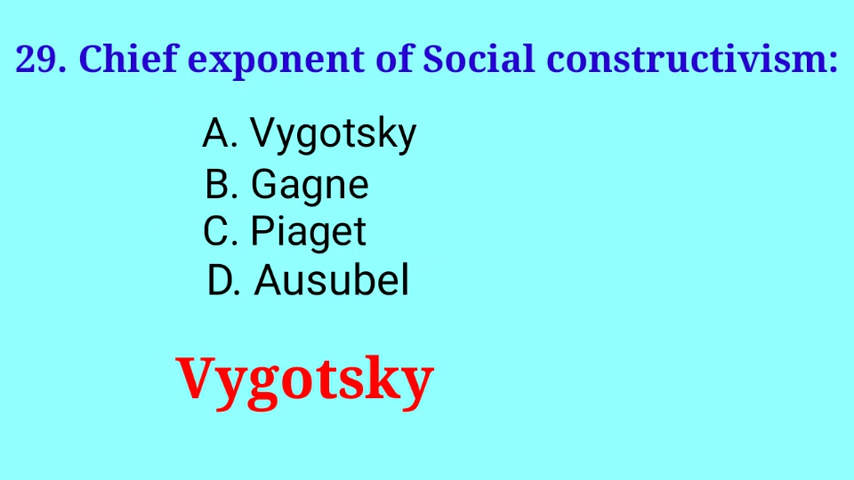 29. Chief exponent of Social constructivism:
A. Vygotsky
B. Gagne
C. Piaget
D. Ausubel
Vygotsky